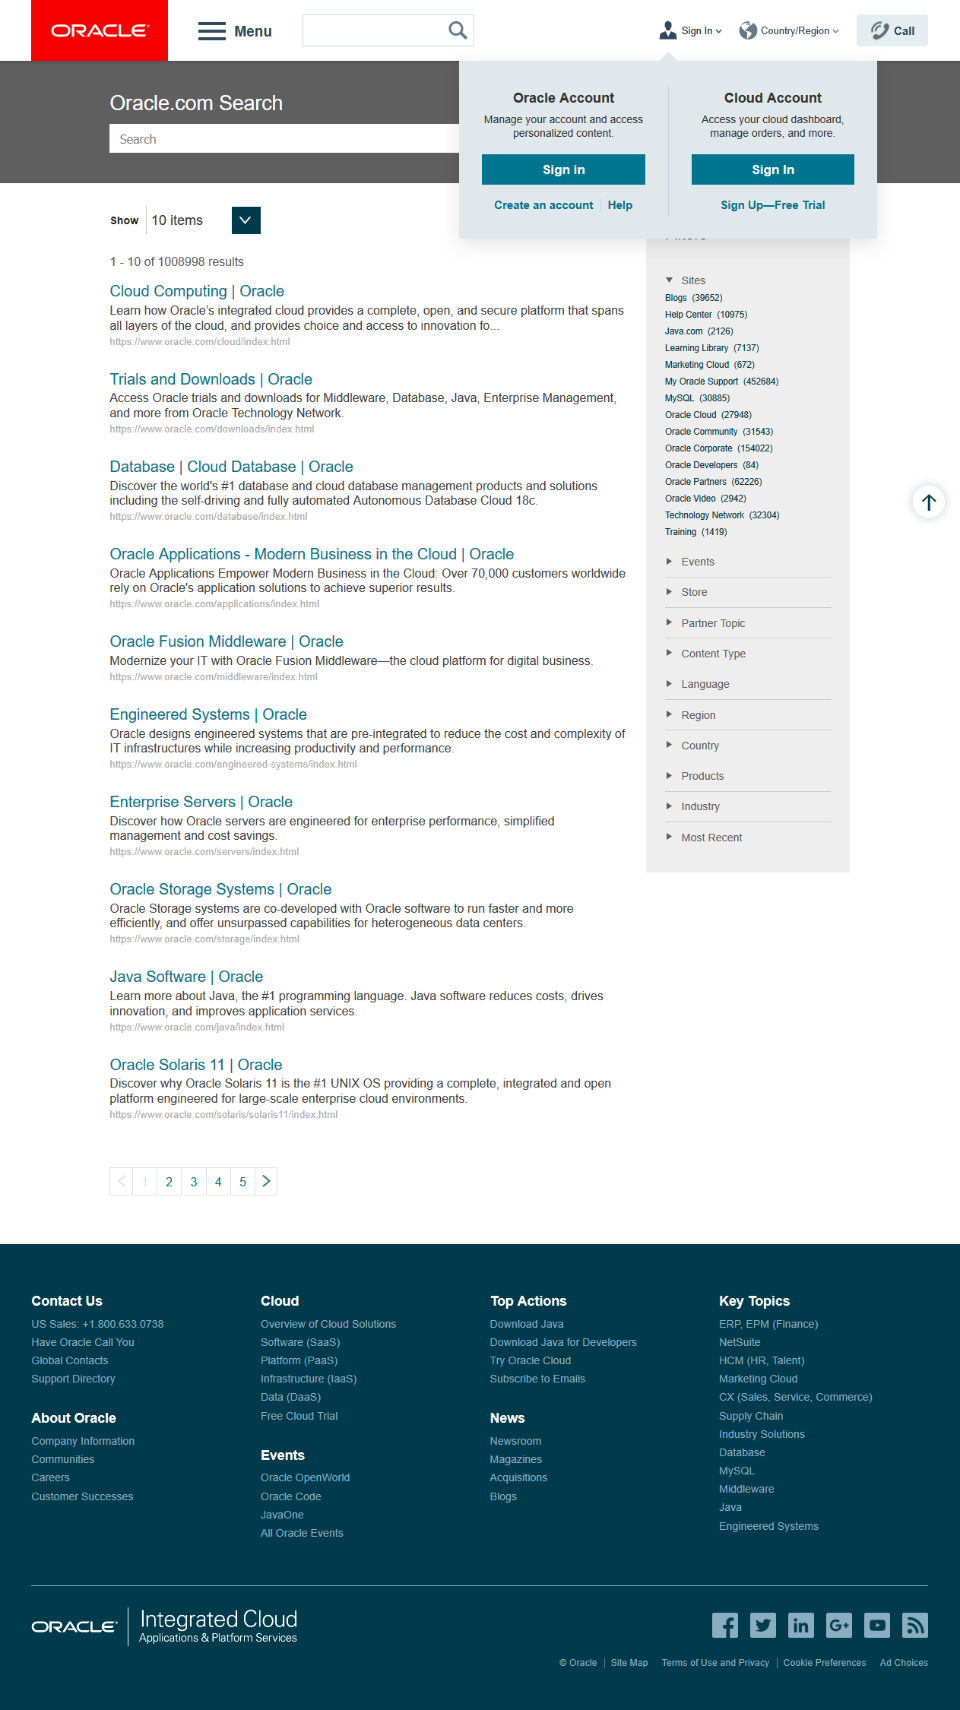 ORACLE
Menu
Sign In
Country/Region
Call
Oracle Account
Manage your account and access
personalized content.
Sign in
Create an account
Help
Cloud Account
Access your cloud dashboard,
manage orders, and more.
Sign In
Sign Up—Free Trial
Oracle.com Search
Search
Show
10 items
1 - 10 of 1008998 results
Cloud Computing | Oracle
Learn how Oracle's integrated cloud provides a complete, open, and secure platform that spans
all layers of the cloud, and provides choice and access to innovation fo...
https://www.oracle.com/cloud/index.html
Trials and Downloads | Oracle
Access Oracle trials and downloads for Middleware, Database, Java, Enterprise Management,
and more from Oracle Technology Network.
https://www.oracle.com/downloads/index.html
Database | Cloud Database | Oracle
Discover the world's #1 database and cloud database management products and solutions
including the self-driving and fully automated Autonomous Database Cloud 18c.
https://www.oracle.com/database/index.html
Oracle Applications - Modern Business in the Cloud | Oracle
Oracle Applications Empower Modern Business in the Cloud: Over 70,000 customers worldwide
rely on Oracle's application solutions to achieve superior results.
https://www.oracle.com/applications/index.html
Oracle Fusion Middleware | Oracle
Modernize your IT with Oracle Fusion Middleware—the cloud platform for digital business.
https://www.oracle.com/middleware/index.html
Engineered Systems | Oracle
Oracle designs engineered systems that are pre-integrated to reduce the cost and complexity of
IT infrastructures while increasing productivity and performance.
https://www.oracle.com/engineered-systems/index.html
Enterprise Servers | Oracle
Discover how Oracle servers are engineered for enterprise performance, simplified
management and cost savings.
https://www.oracle.com/servers/index.html
Oracle Storage Systems | Oracle
Oracle Storage systems are co-developed with Oracle software to run faster and more
efficiently, and offer unsurpassed capabilities for heterogeneous data centers.
https://www.oracle.com/storage/index.html
Java Software | Oracle
Learn more about Java, the #1 programming language. Java software reduces costs, drives
innovation, and improves application services.
https://www.oracle.com/java/index.html
Oracle Solaris 11 | Oracle
Discover why Oracle Solaris 11 is the #1 UNIX OS providing a complete, integrated and open
platform engineered for large-scale enterprise cloud environments.
https://www.oracle.com/solaris/solaris11/index.html
1 2 3 4 5
Sites
Blogs (39652)
Help Center (10975)
Java.com (2126)
Learning Library (7137)
Marketing Cloud (672)
My Oracle Support (452684)
MySQL (30885)
Oracle Cloud (27948)
Oracle Community (31543)
Oracle Corporate (154022)
Oracle Developers (84)
Oracle Partners (62226)
Oracle Video (2942)
Technology Network (32304)
Training (1419)
Events
Store
Partner Topic
Content Type
Language
Region
Country
Products
Industry
Most Recent
Contact Us
US Sales: +1.800.633.0738
Have Oracle Call You
Global Contacts
Support Directory
About Oracle
Company Information
Communities
Careers
Customer Successes
Cloud
Overview of Cloud Solutions
Software (SaaS)
Platform (PaaS)
Infrastructure (IaaS)
Data (DaaS)
Free Cloud Trial
Events
Oracle OpenWorld
Oracle Code
JavaOne
All Oracle Events
Top Actions
Download Java
Download Java for Developers
Try Oracle Cloud
Subscribe to Emails
News
Newsroom
Magazines
Acquisitions
Blogs
Key Topics
ERP, EPM (Finance)
NetSuite
HCM (HR, Talent)
Marketing Cloud
CX (Sales, Service, Commerce)
Supply Chain
Industry Solutions
Database
MySQL
Middleware
Java
Engineered Systems
ORACLE
Integrated Cloud
Applications & Platform Services
© Oracle | Site Map Terms of Use and Privacy | Cookie Preferences Ad Choices